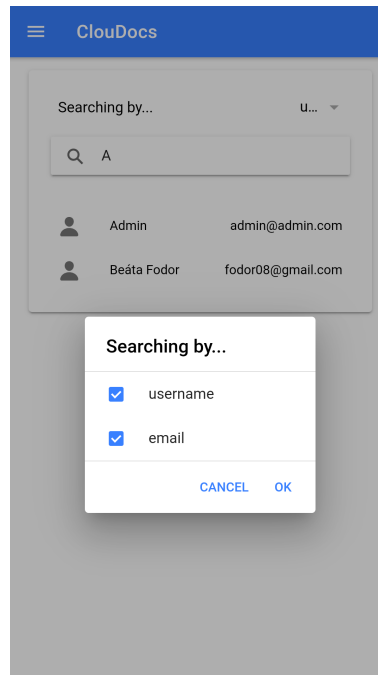 ClouDocs
Searching by...
u...
A
Admin
admin@admin.com
Beáta Fodor
fodor08@gmail.com
Searching by...
username
email
CANCEL
OK